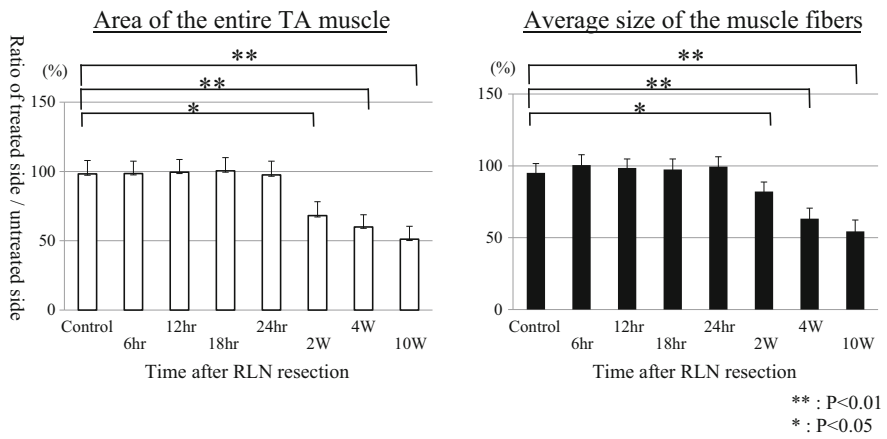 Area of the entire TA muscle
Ratio of treated side / untreated side
(%)
**
**
*
150
100
50
0
Control 6hr 12hr 18hr 24hr 2W 4W 10W
Time after RLN resection
Average size of the muscle fibers
(%)
**
**
*
150
100
50
0
Control 6hr 12hr 18hr 24hr 2W 4W 10W
Time after RLN resection
** : P<0.01
* : P<0.05